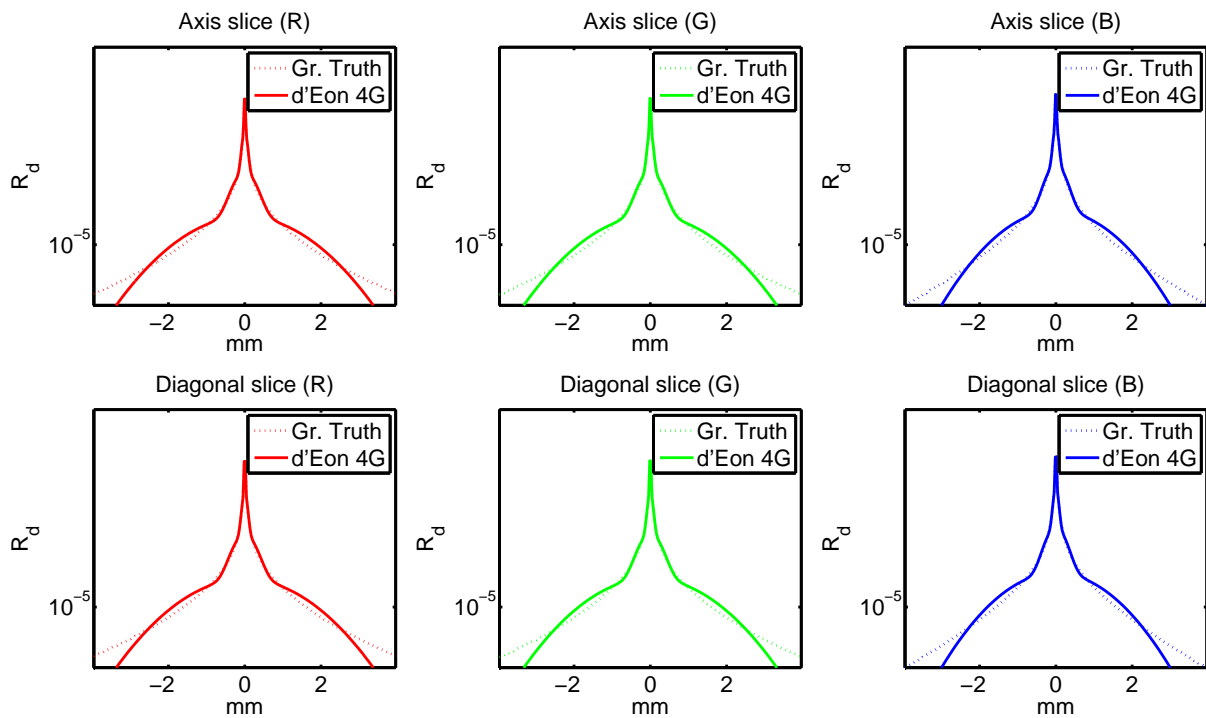 Axis slice (R)
Gr. Truth
d'Eon 4G
R_d
10^-5
−2 0 2
mm
Axis slice (G)
Gr. Truth
d'Eon 4G
R_d
10^-5
−2 0 2
mm
Axis slice (B)
Gr. Truth
d'Eon 4G
R_d
10^-5
−2 0 2
mm
Diagonal slice (R)
Gr. Truth
d'Eon 4G
R_d
10^-5
−2 0 2
mm
Diagonal slice (G)
Gr. Truth
d'Eon 4G
R_d
10^-5
−2 0 2
mm
Diagonal slice (B)
Gr. Truth
d'Eon 4G
R_d
10^-5
−2 0 2
mm